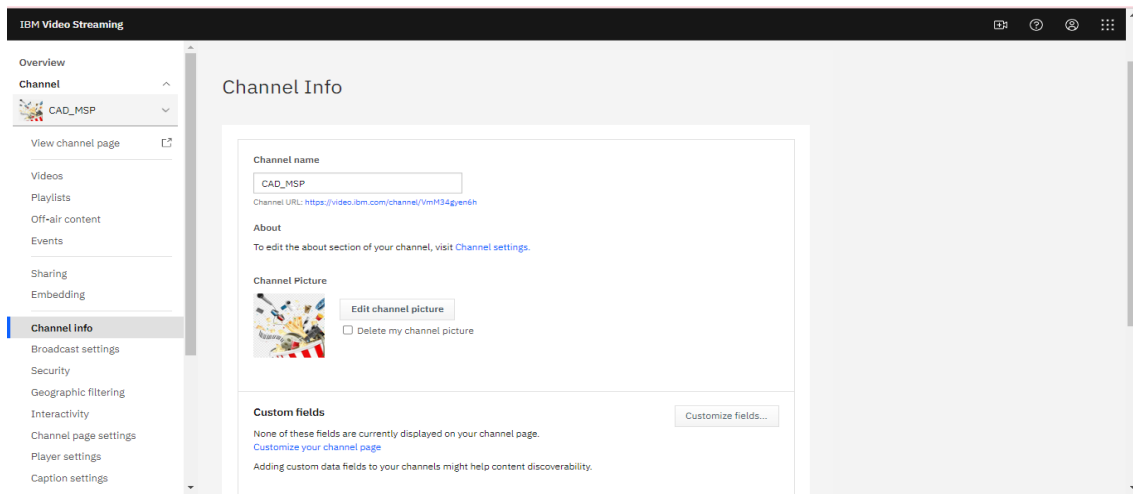 IBM Video Streaming
Overview
Channel
CAD_MSP
View channel page
Videos
Playlists
Off-air content
Events
Sharing
Embedding
Channel info
Broadcast settings
Security
Geographic filtering
Interactivity
Channel page settings
Player settings
Caption settings
Channel Info
Channel name
CAD_MSP
Channel URL: https://video.ibm.com/channel/VmM34gyen6h
About
To edit the about section of your channel, visit Channel settings.
Channel Picture
Edit channel picture
Delete my channel picture
Custom fields
Customize fields...
None of these fields are currently displayed on your channel page.
Customize your channel page
Adding custom data fields to your channels might help content discoverability.